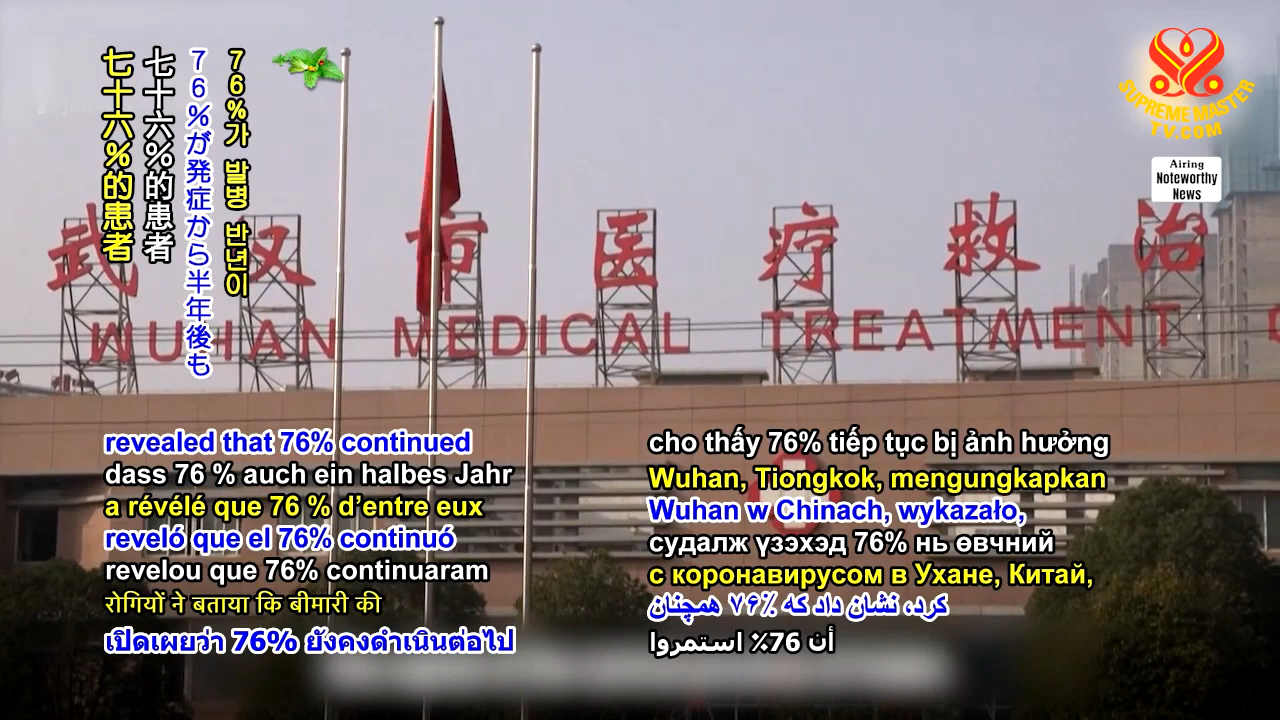 七十六%的患者
七十六%的患者
76%が発症から半年後も
76%가 발병 반년이
SUPREME MASTER
TV.COM
Airing
Noteworthy
News
武汉市医疗救治
WUHAN MEDICAL TREATMENT
revealed that 76% continued
dass 76 % auch ein halbes Jahr
a révélé que 76 % d’entre eux
reveló que el 76% continuó
revelou que 76% continuaram
रोगियों ने बताया कि बीमारी की
เปิดเผยว่า 76% ยังคงดำเนินต่อไป
cho thấy 76% tiếp tục bị ảnh hưởng
Wuhan, Tiongkok, mengungkapkan
Wuhan w Chinach, wykazało,
судалж үзэхэд 76% нь өвчний
с коронавирусом в Ухане, Китай,
کرد، نشان داد که ۷۶٪ همچنان
أن 76٪ استمروا